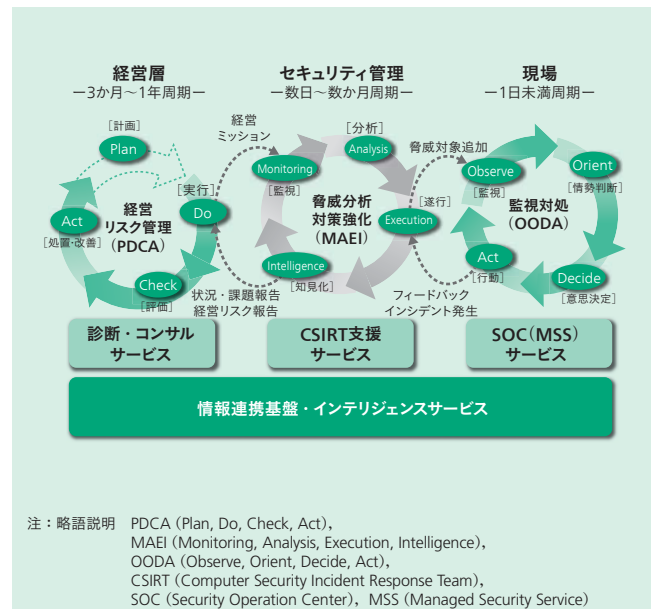 経営層
ー3か月〜1年周期ー
セキュリティ管理
ー数日〜数か月周期ー
現場
ー1日未満周期ー
［計画］
Plan
［実行］
Do
Check
［評価］
Act
［処置・改善］
経営
リスク管理
（PDCA）
経営
ミッション
状況・課題報告
経営リスク報告
Monitoring
［監視］
［分析］
Analysis
［遂行］
Execution
Intelligence
［知見化］
脅威分析
対策強化
（MAEI）
脅威対象追加
フィードバック
インシデント発生
Observe
［監視］
Orient
［情勢判断］
Decide
［意思決定］
Act
［行動］
監視対処
（OODA）
診断・コンサル
サービス
CSIRT支援
サービス
SOC（MSS）
サービス
情報連携基盤・インテリジェンスサービス
注：略語説明　PDCA（Plan, Do, Check, Act），
MAEI（Monitoring, Analysis, Execution, Intelligence），
OODA（Observe, Orient, Decide, Act），
CSIRT（Computer Security Incident Response Team），
SOC（Security Operation Center），MSS（Managed Security Service）